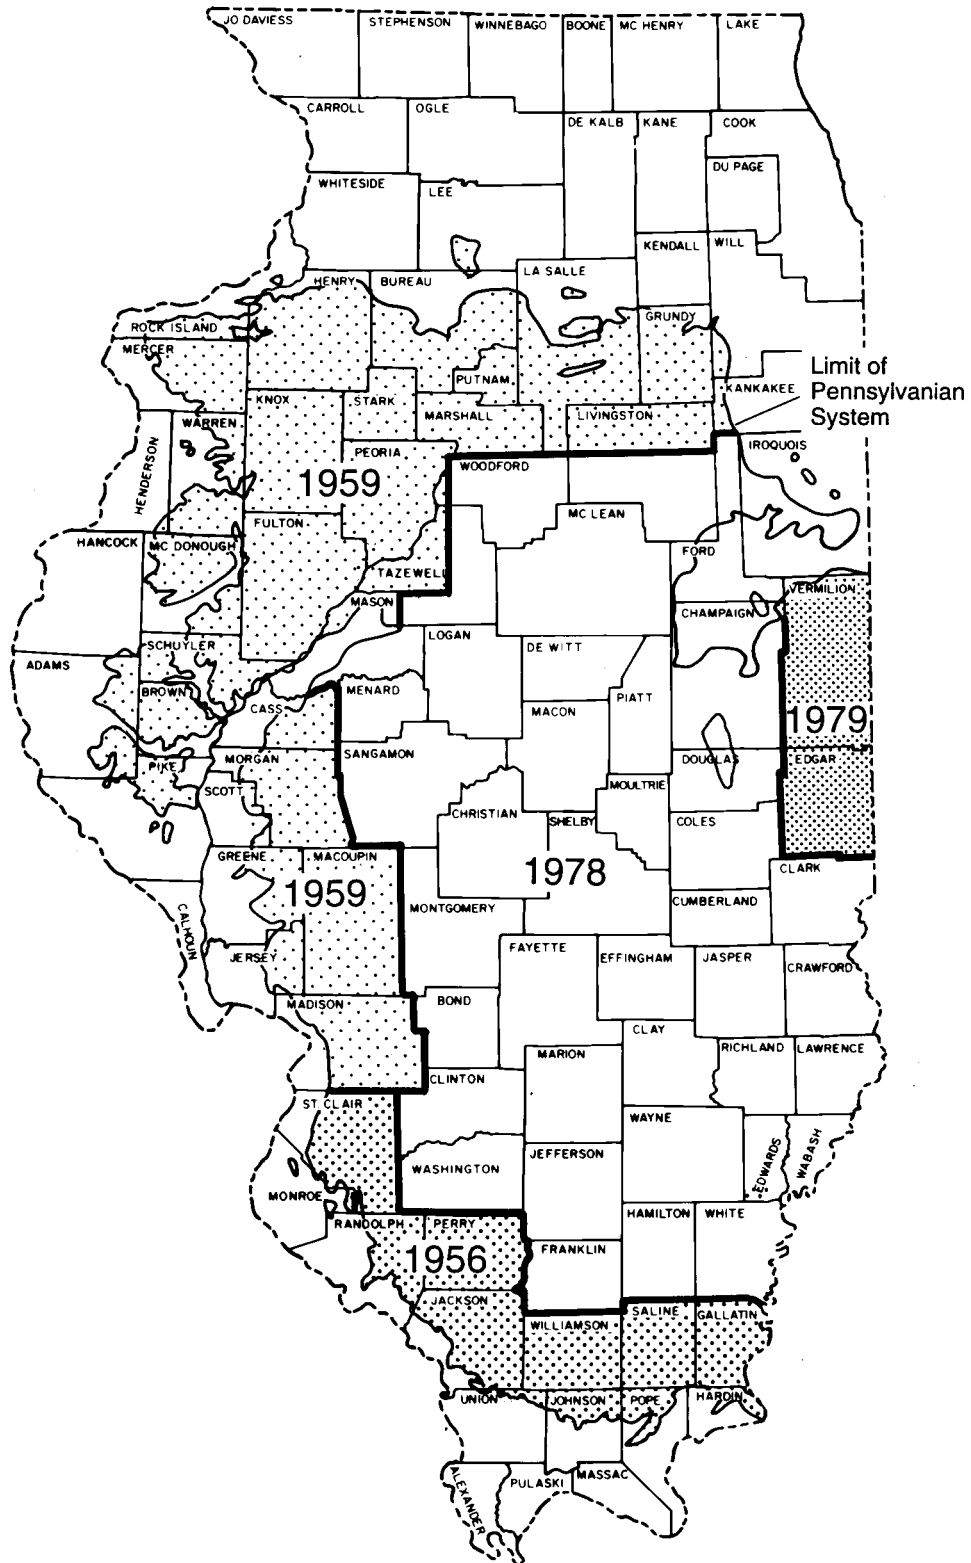 JO DAVIESS
STEPHENSON
WINNEBAGO
BOONE
MC HENRY
LAKE
CARROLL
OGLE
DE KALB
KANE
COOK
DU PAGE
WHITESIDE
LEE
KENDALL
WILL
HENRY
BUREAU
LA SALLE
GRUNDY
ROCK ISLAND
MERCER
Limit of
Pennsylvanian
System
PUTNAM
KANKAKEE
KNOX
STARK
MARSHALL
LIVINGSTON
WARREN
HENDERSON
PEORIA
WOODFORD
IROQUOIS
1959
FULTON
MC LEAN
HANCOCK
MC DONOUGH
FORD
TAZEWELL
MASON
VERMILION
CHAMPAIGN
SCHUYLER
LOGAN
DE WITT
ADAMS
BROWN
CASS
MENARD
PIATT
MACON
1979
PIKE
MORGAN
SANGAMON
DOUGLAS
EDGAR
SCOTT
MOULTRIE
CHRISTIAN
SHELBY
COLES
GREENE
MACOUPIN
CLARK
1959
1978
MONTGOMERY
CUMBERLAND
CALHOUN
JERSEY
FAYETTE
EFFINGHAM
JASPER
CRAWFORD
MADISON
BOND
CLAY
RICHLAND
LAWRENCE
MARION
CLINTON
ST CLAIR
WAYNE
EDWARDS
WABASH
WASHINGTON
JEFFERSON
MONROE
RANDOLPH
PERRY
HAMILTON
WHITE
1956
FRANKLIN
JACKSON
WILLIAMSON
SALINE
GALLATIN
UNION
JOHNSON
POPE
HARDIN
ALEXANDER
PULASKI
MASSAC